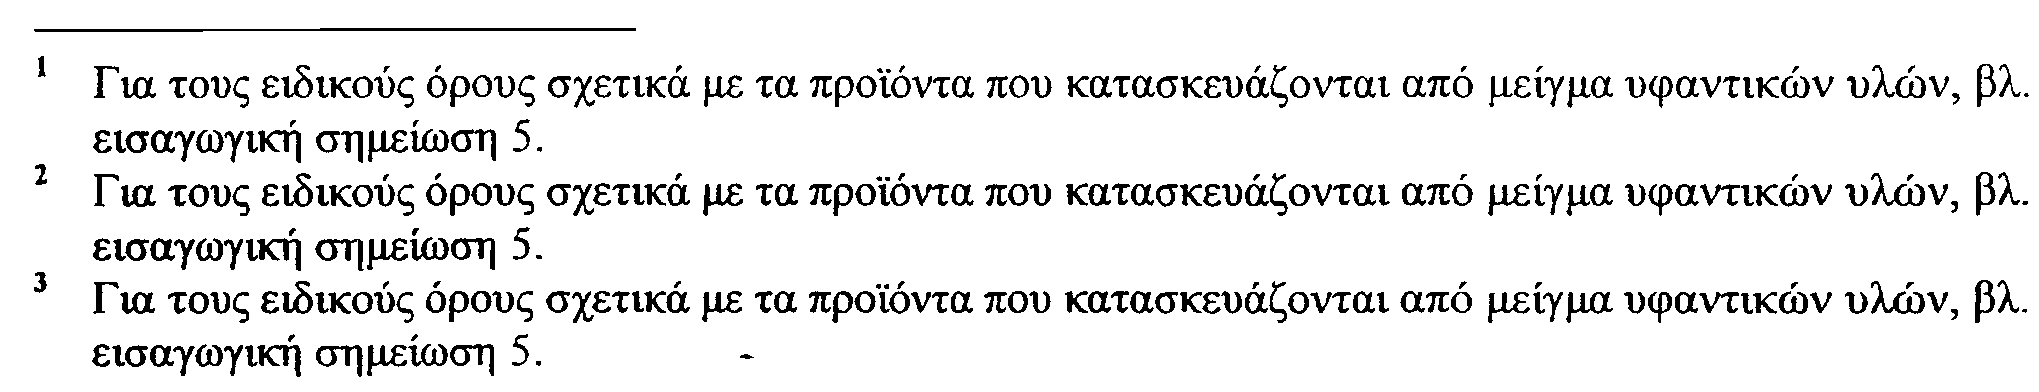 1 Για τους ειδικούς όρους σχετικά με τα προϊόντα που κατασκευάζονται από μείγμα υφαντικών υλών, βλ.
εισαγωγική σημείωση 5.
2 Για τους ειδικούς όρους σχετικά με τα προϊόντα που κατασκευάζονται από μείγμα υφαντικών υλών, βλ.
εισαγωγική σημείωση 5.
3 Για τους ειδικούς όρους σχετικά με τα προϊόντα που κατασκευάζονται από μείγμα υφαντικών υλών, βλ.
εισαγωγική σημείωση 5.